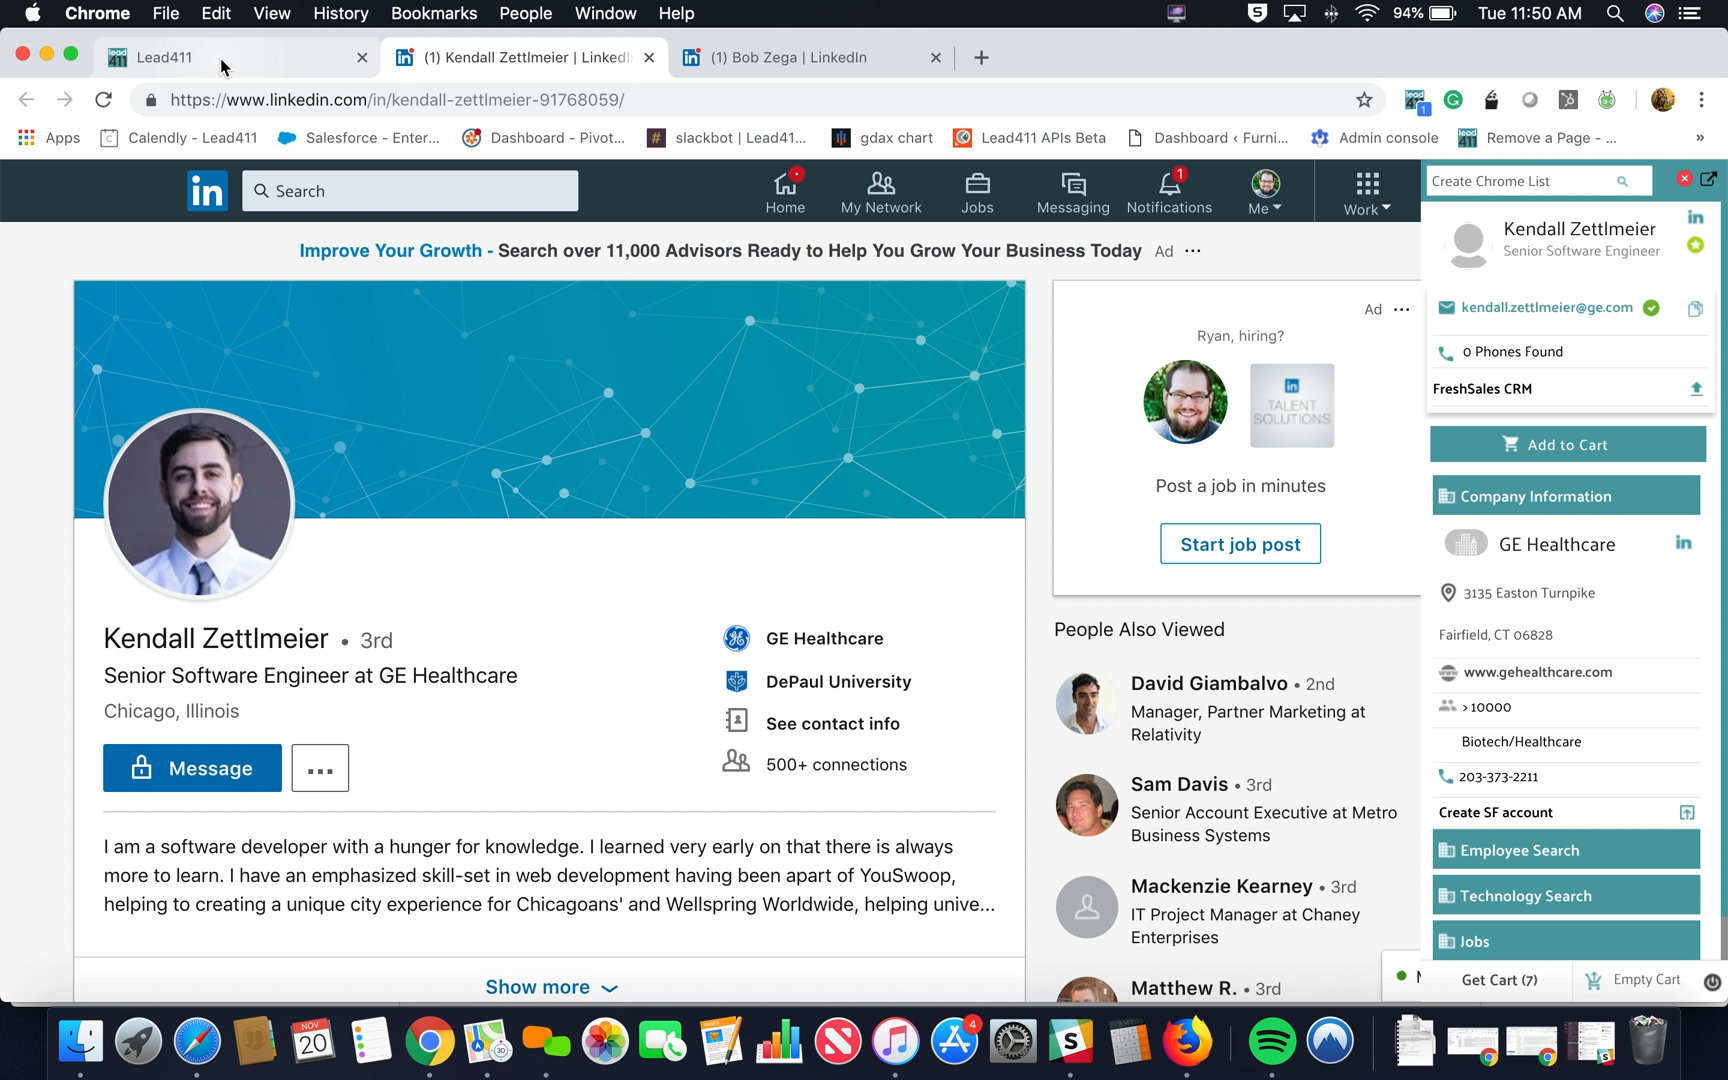 Chrome File Edit View History Bookmarks People Window Help
94% Tue 11:50 AM
Lead411
(1) Kendall Zettlmeier | LinkedIn
(1) Bob Zega | LinkedIn
https://www.linkedin.com/in/kendall-zettlmeier-91768059/
Apps
Calendly - Lead411
Salesforce - Enter...
Dashboard - Pivot...
slackbot | Lead41...
gdax chart
Lead411 APIs Beta
Dashboard ‹ Furni...
Admin console
Remove a Page - ...
»
in
Search
Home
My Network
Jobs
Messaging
1
Notifications
Me
Work
Improve Your Growth - Search over 11,000 Advisors Ready to Help You Grow Your Business Today Ad ...
Kendall Zettlmeier • 3rd
Senior Software Engineer at GE Healthcare
Chicago, Illinois
Message
...
GE Healthcare
DePaul University
See contact info
500+ connections
I am a software developer with a hunger for knowledge. I learned very early on that there is always
more to learn. I have an emphasized skill-set in web development having been apart of YouSwoop,
helping to creating a unique city experience for Chicagoans' and Wellspring Worldwide, helping unive...
Show more
Ad ...
Ryan, hiring?
in
TALENT
SOLUTIONS
Post a job in minutes
Start job post
People Also Viewed
David Giambalvo • 2nd
Manager, Partner Marketing at
Relativity
Sam Davis • 3rd
Senior Account Executive at Metro
Business Systems
Mackenzie Kearney • 3rd
IT Project Manager at Chaney
Enterprises
Matthew R. • 3rd
Create Chrome List
Kendall Zettlmeier
in
Senior Software Engineer
kendall.zettlmeier@ge.com
0 Phones Found
FreshSales CRM
Add to Cart
Company Information
GE Healthcare
in
3135 Easton Turnpike
Fairfield, CT 06828
www.gehealthcare.com
>10000
Biotech/Healthcare
203-373-2211
Create SF account
Employee Search
Technology Search
Jobs
Get Cart (7)
Empty Cart
NOV
20
3D
PAGES
4